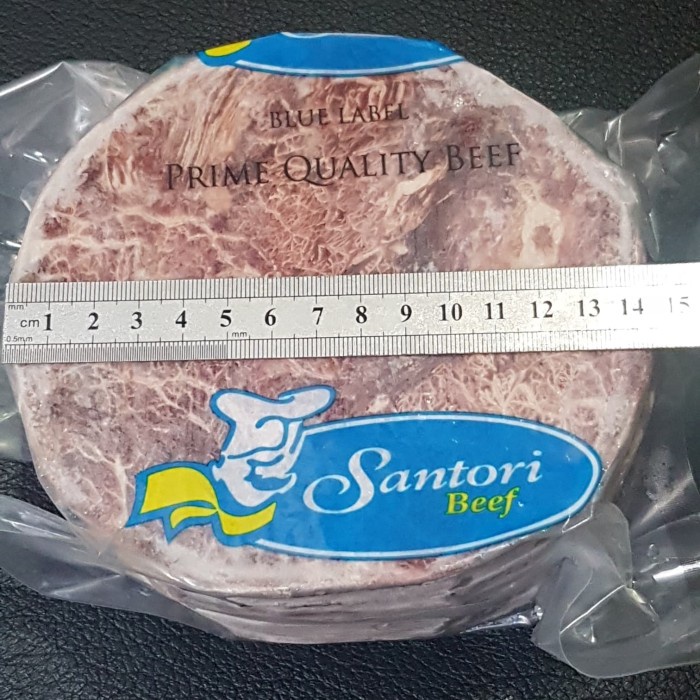 BLUE LABEL
PRIME QUALITY BEEF
mm
cm 1 2 3 4 5 6 7 8 9 10 11 12 13 14 15
0.5mm mm
Santori
Beef